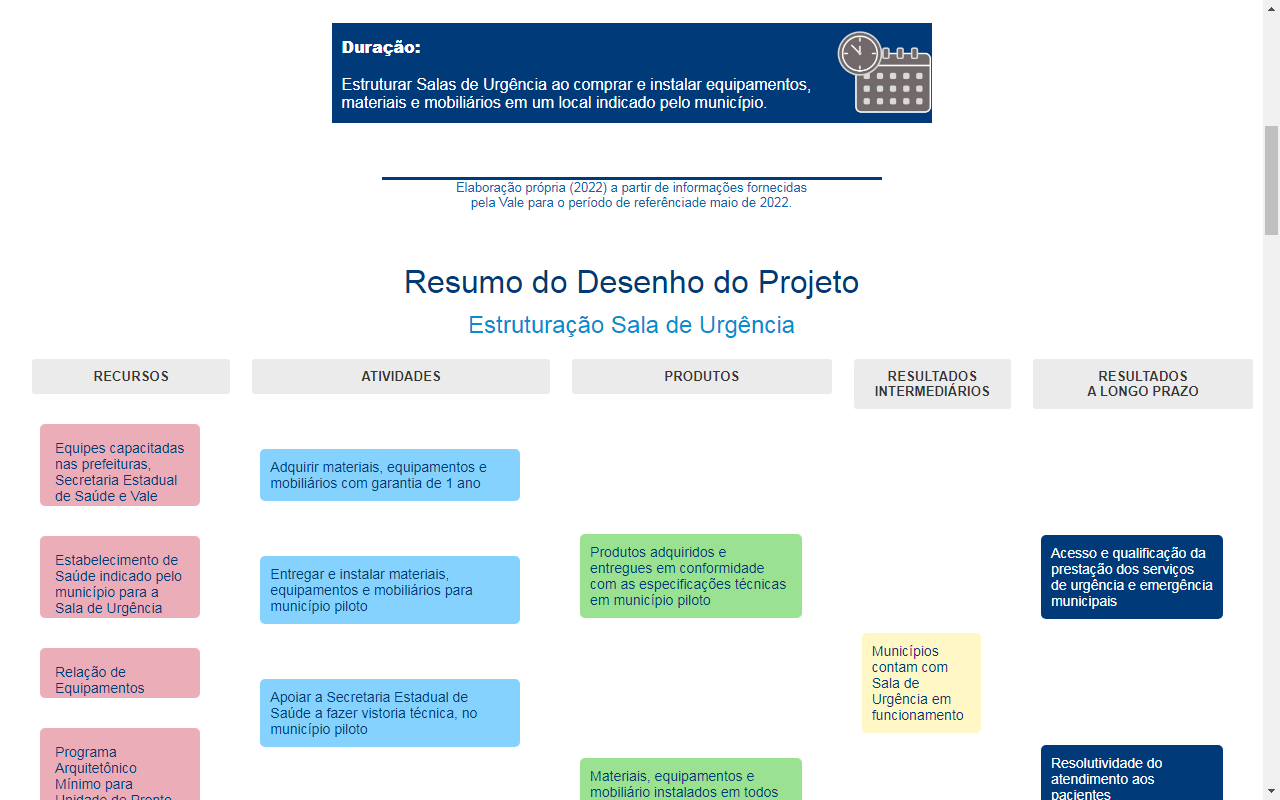 Duração:
Estruturar Salas de Urgência ao comprar e instalar equipamentos,
materiais e mobiliários em um local indicado pelo município.
Elaboração própria (2022) a partir de informações fornecidas
pela Vale para o período de referênciade maio de 2022.
Resumo do Desenho do Projeto
Estruturação Sala de Urgência
RECURSOS
ATIVIDADES
PRODUTOS
RESULTADOS
INTERMEDIÁRIOS
RESULTADOS
A LONGO PRAZO
Equipes capacitadas
nas prefeituras,
Secretaria Estadual
de Saúde e Vale
Adquirir materiais, equipamentos e
mobiliários com garantia de 1 ano
Estabelecimento de
Saúde indicado pelo
município para a
Sala de Urgência
Entregar e instalar materiais,
equipamentos e mobiliários para
município piloto
Produtos adquiridos e
entregues em conformidade
com as especificações técnicas
em município piloto
Acesso e qualificação da
prestação dos serviços
de urgência e emergência
municipais
Relação de
Equipamentos
Apoiar a Secretaria Estadual de
Saúde a fazer vistoria técnica, no
município piloto
Municípios
contam com
Sala de
Urgência em
funcionamento
Programa
Arquitetônico
Mínimo para
Unidade de Pronto
Materiais, equipamentos e
mobiliário instalados em todos
Resolutividade do
atendimento aos
pacientes